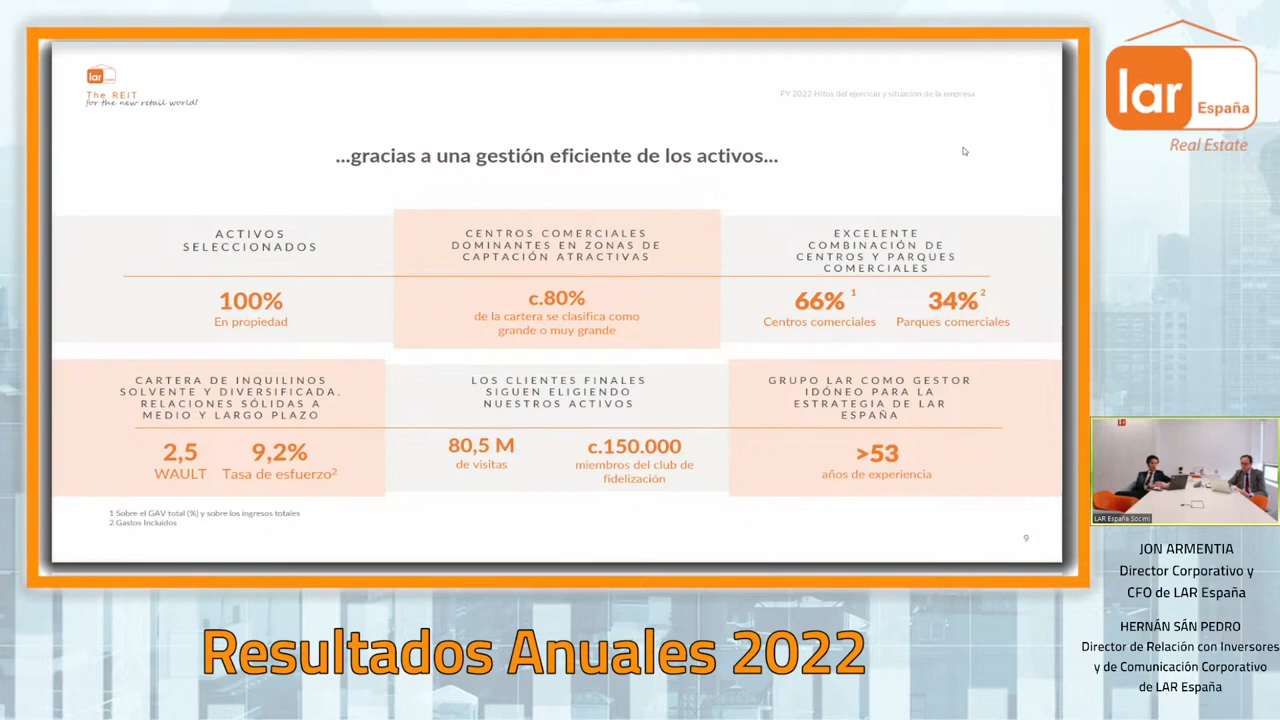 lar
The REIT
for the new retail world!
FY 2022 Hitos del ejercicio y situación de la empresa
...gracias a una gestión eficiente de los activos...
ACTIVOS
SELECCIONADOS
100%
En propiedad
CENTROS COMERCIALES
DOMINANTES EN ZONAS DE
CAPTACIÓN ATRACTIVAS
c.80%
de la cartera se clasifica como
grande o muy grande
EXCELENTE
COMBINACIÓN DE
CENTROS Y PARQUES
COMERCIALES
66% 1
Centros comerciales
34% 2
Parques comerciales
CARTERA DE INQUILINOS
SOLVENTE Y DIVERSIFICADA.
RELACIONES SÓLIDAS A
MEDIO Y LARGO PLAZO
2,5
WAULT
9,2%
Tasa de esfuerzo2
LOS CLIENTES FINALES
SIGUEN ELIGIENDO
NUESTROS ACTIVOS
80,5 M
de visitas
c.150.000
miembros del club de
fidelización
GRUPO LAR COMO GESTOR
IDÓNEO PARA LA
ESTRATEGIA DE LAR
ESPAÑA
>53
años de experiencia
1 Sobre el GAV total (%) y sobre los ingresos totales
2 Gastos Incluidos
9
lar
España
Real Estate
LAR España Socimi
JON ARMENTIA
Director Corporativo y
CFO de LAR España
HERNÁN SÁN PEDRO
Director de Relación con Inversores
y de Comunicación Corporativo
de LAR España
Resultados Anuales 2022